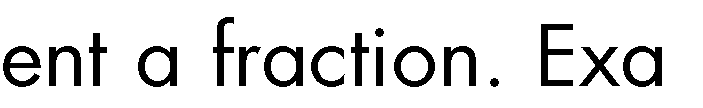 ent a fraction. Exa